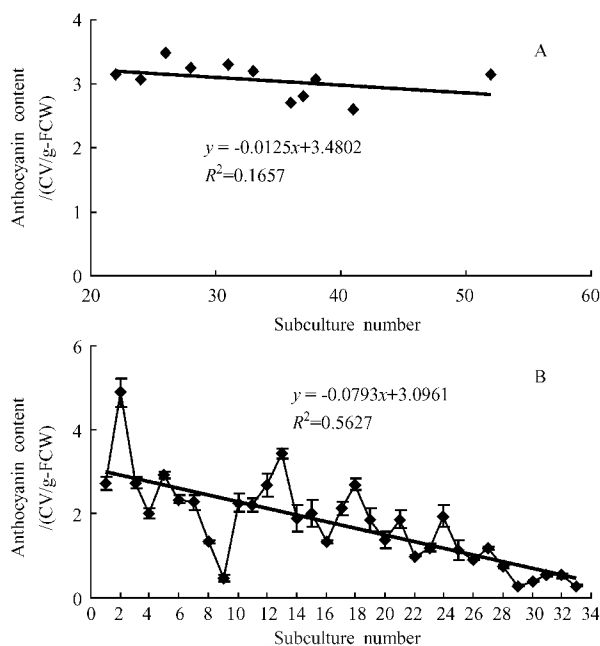 4
3
2
1
0
Anthocyanin content
/(CV/g-FCW)
A
y = -0.0125x+3.4802
R²=0.1657
20 30 40 50 60
Subculture number
6
4
2
0
Anthocyanin content
/(CV/g-FCW)
B
y = -0.0793x+3.0961
R²=0.5627
0 2 4 6 8 10 12 14 16 18 20 22 24 26 28 30 32 34
Subculture number